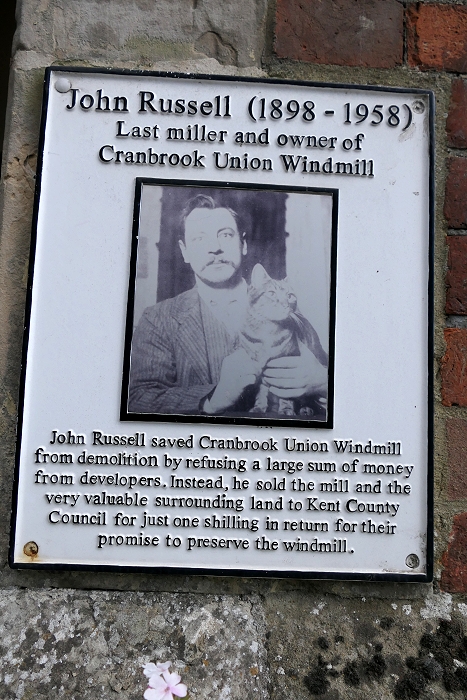 John Russell (1898 - 1958)
Last miller and owner of
Cranbrook Union Windmill
John Russell saved Cranbrook Union Windmill
from demolition by refusing a large sum of money
from developers. Instead, he sold the mill and the
very valuable surrounding land to Kent County
Council for just one shilling in return for their
promise to preserve the windmill.